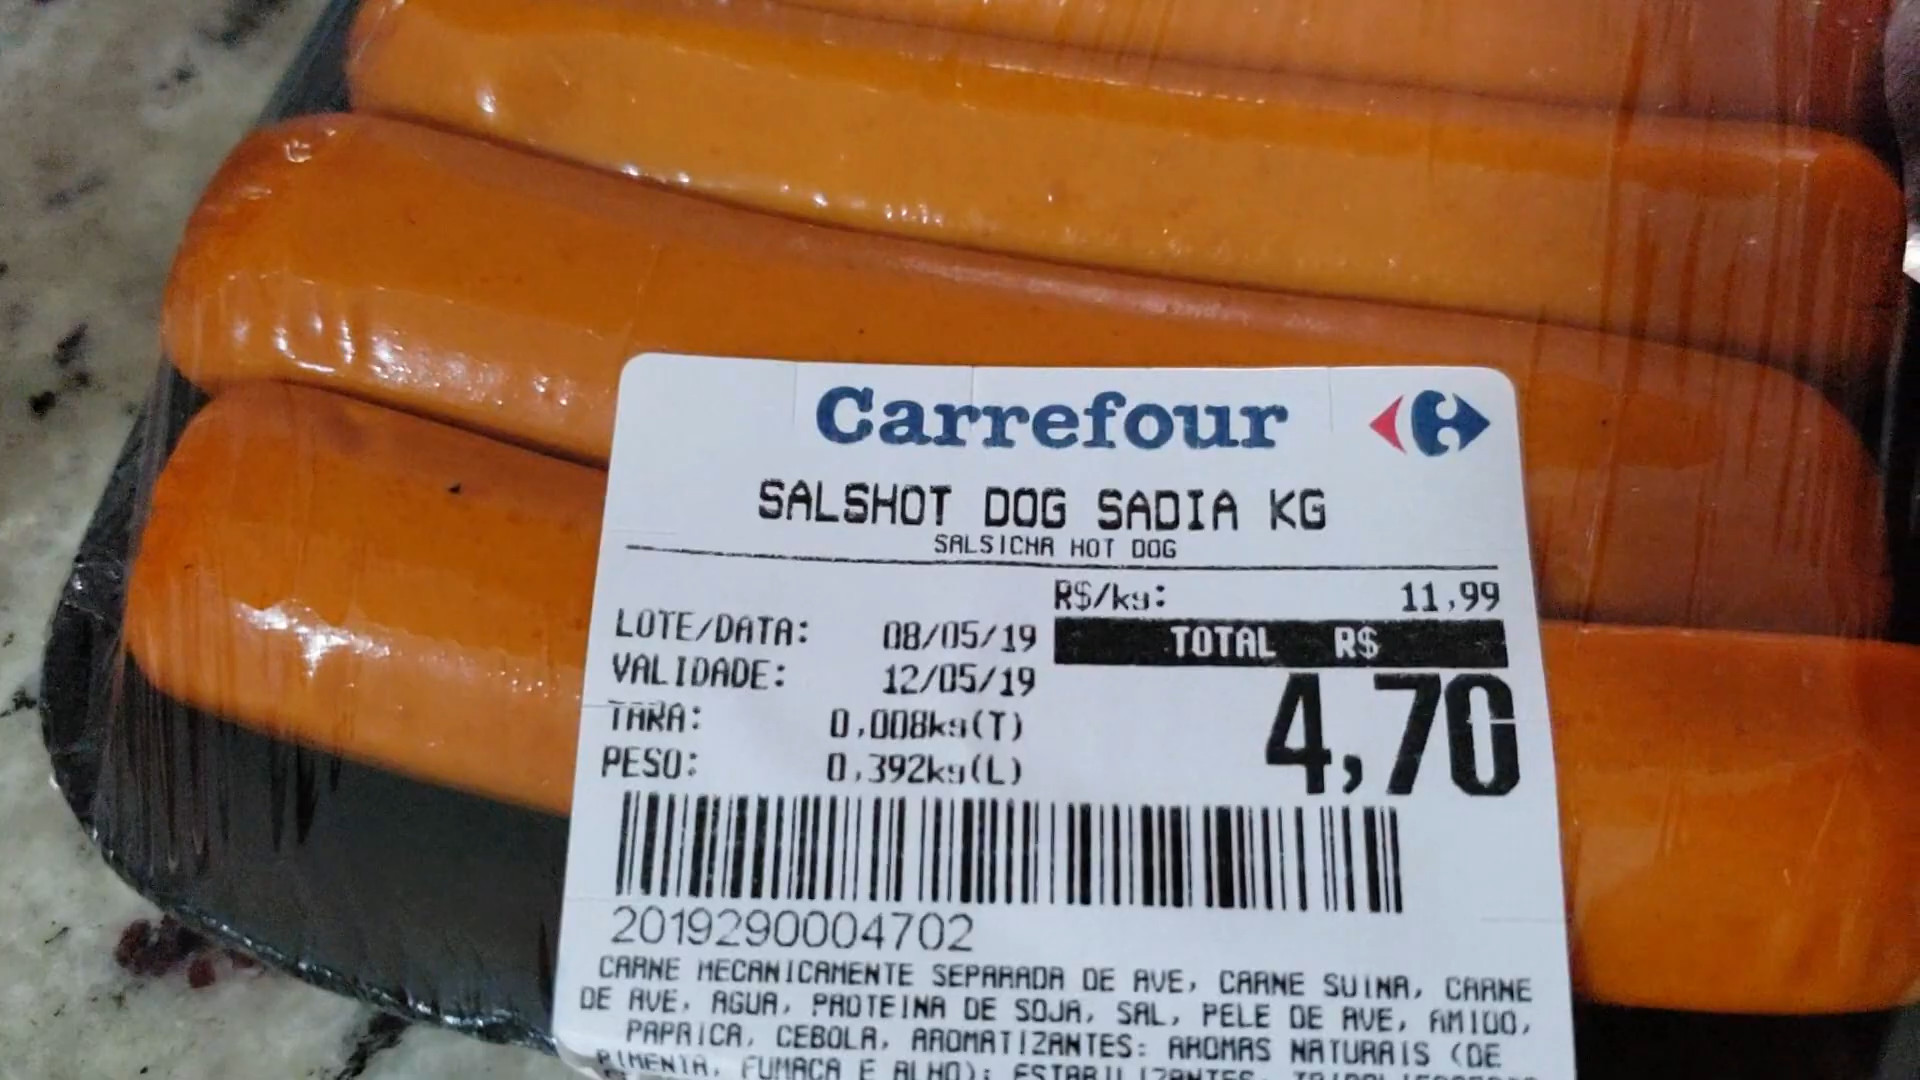 Carrefour
SALSHOT DOG SADIA KG
SALSICHA HOT DOG
R$/kg: 11,99
LOTE/DATA: 08/05/19
TOTAL R$
VALIDADE: 12/05/19
4,70
TARA: 0,008kg(T)
PESO: 0,392kg(L)
2019290004702
CARNE MECANICAMENTE SEPARADA DE AVE, CARNE SUINA, CARNE
DE AVE, AGUA, PROTEINA DE SOJA, SAL, PELE DE AVE, AMIDO,
PAPRICA, CEBOLA, AROMATIZANTES: AROMAS NATURAIS (DE
PIMENTA, FUMACA E ALHO); ESTABILIZANTES,